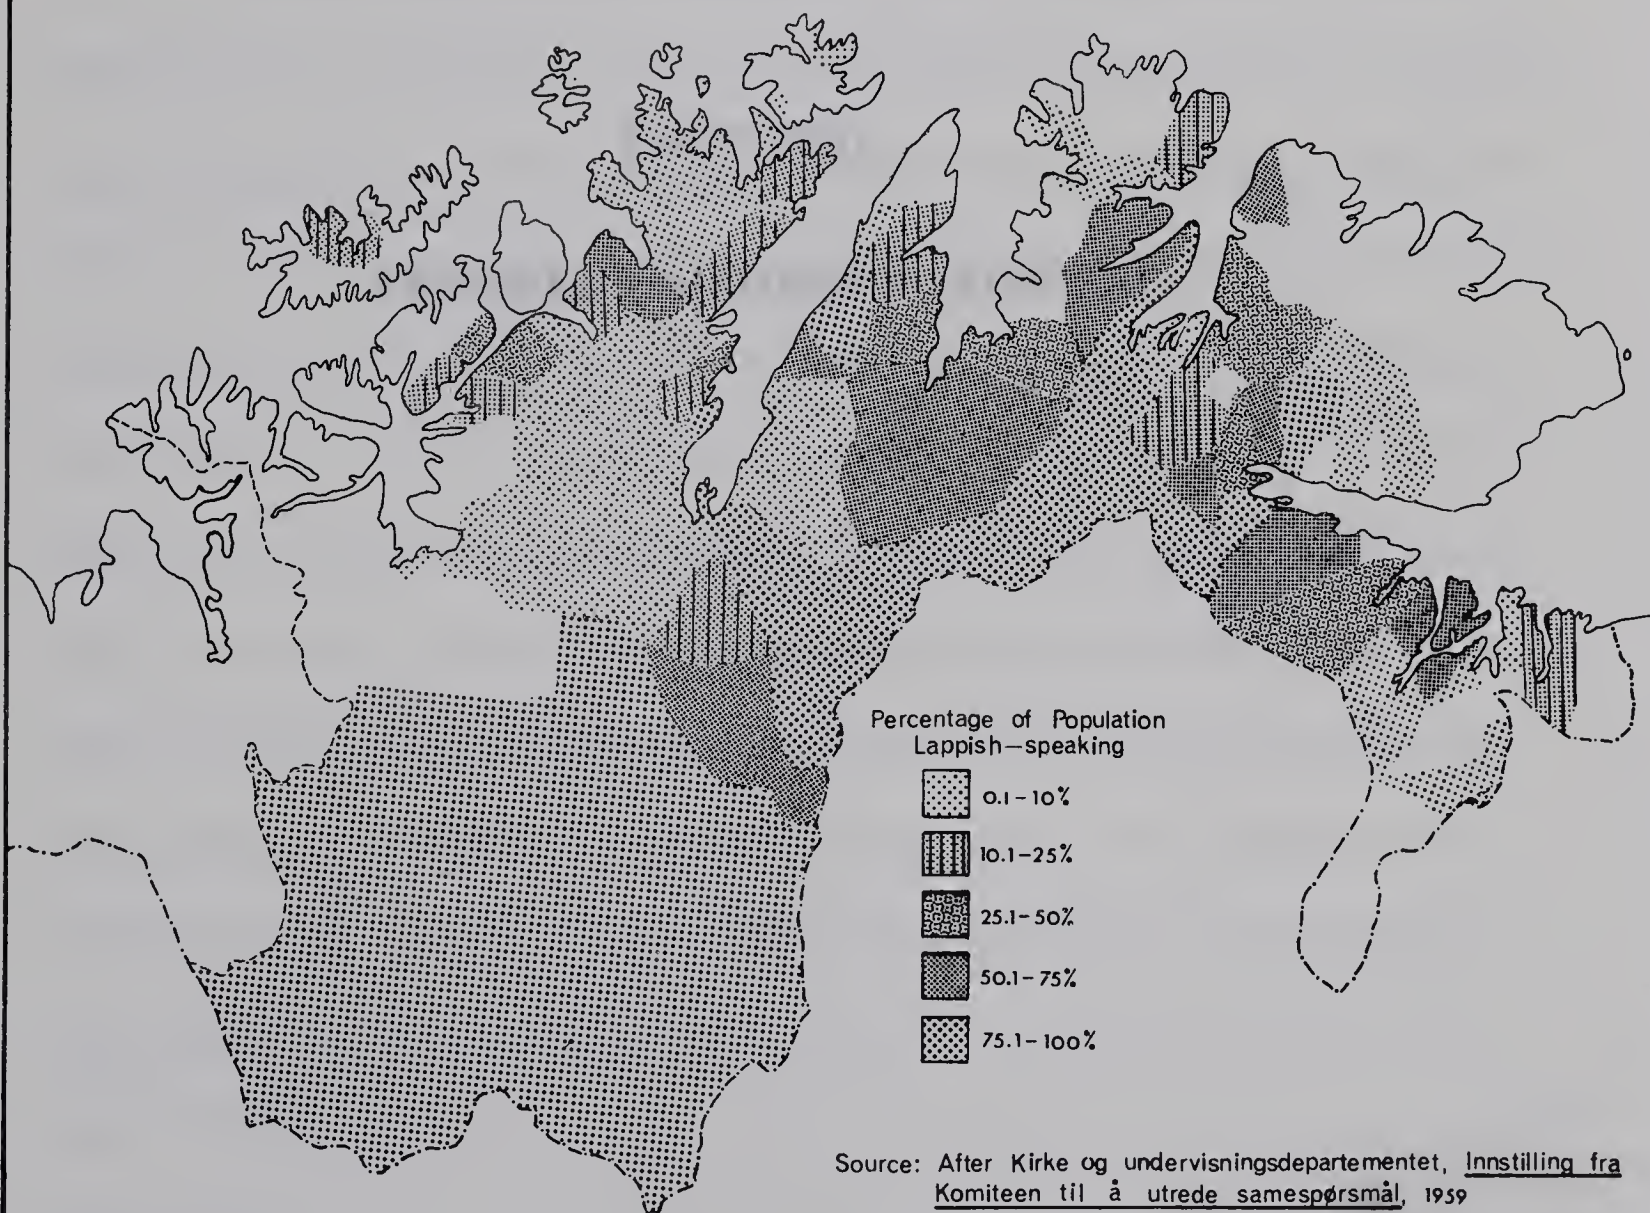 Percentage of Population
Lappish—speaking
0.1–10%
10.1–25%
25.1–50%
50.1–75%
75.1–100%
Source: After Kirke og undervisningsdepartementet, Innstilling fra
Komiteen til å utrede samespørsmål, 1959